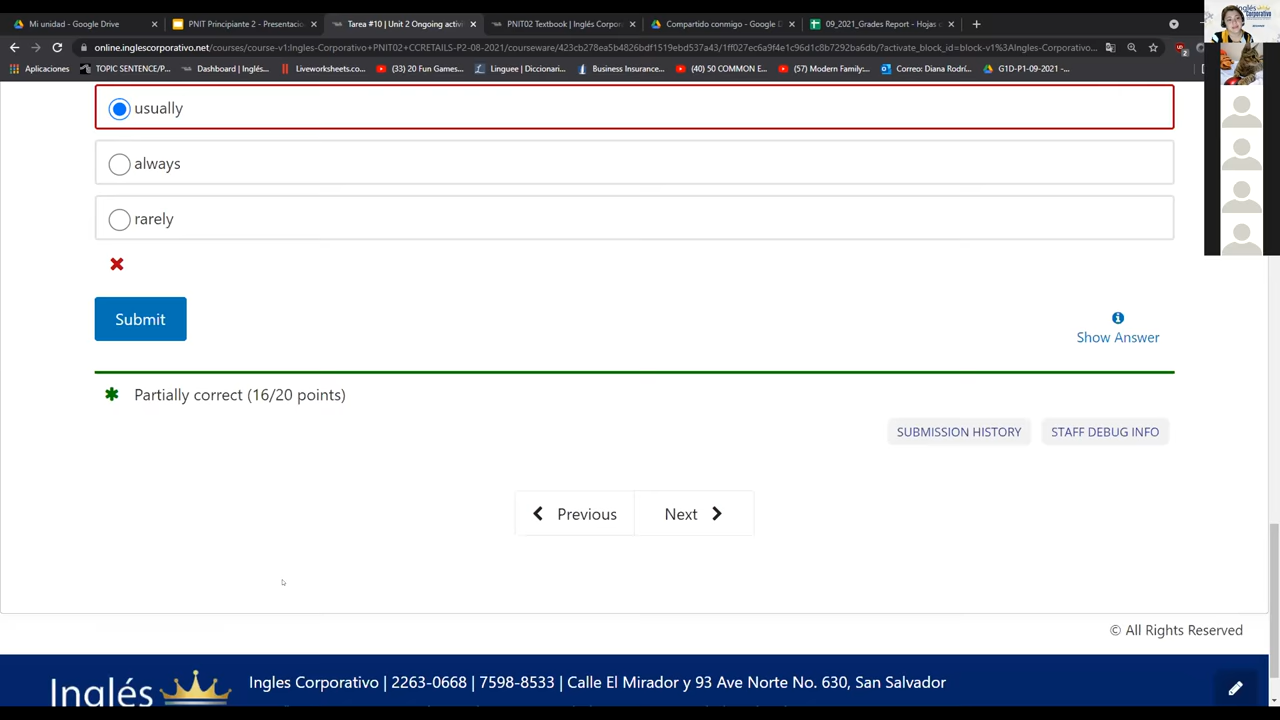 Mi unidad - Google Drive
PNIT Principiante 2 - Presentacio
Tarea #10 | Unit 2 Ongoing activi
PNIT02 Textbook | Inglés Corpora
Compartido conmigo - Google D
09_2021_Grades Report - Hojas d
online.inglescorporativo.net/courses/course-v1:Ingles-Corporativo+PNIT02+CCRETAILS-P2-08-2021/courseware/423cb278ea5b4826bdf1519ebd537a43/1ff027ec6a9f4e1c96d1c8b7292ba6db/?activate_block_id=block-v1%3AIngles-Corporativo...
Aplicaciones
TOPIC SENTENCE/P...
Dashboard | Inglés...
Liveworksheets.co...
(33) 20 Fun Games...
Linguee | Diccionari...
Business Insurance...
(40) 50 COMMON E...
(57) Modern Family:...
Correo: Diana Rodrí...
G1D-P1-09-2021 -...
usually
always
rarely
Submit
Show Answer
Partially correct (16/20 points)
SUBMISSION HISTORY
STAFF DEBUG INFO
Previous
Next
© All Rights Reserved
Inglés
Ingles Corporativo | 2263-0668 | 7598-8533 | Calle El Mirador y 93 Ave Norte No. 630, San Salvador